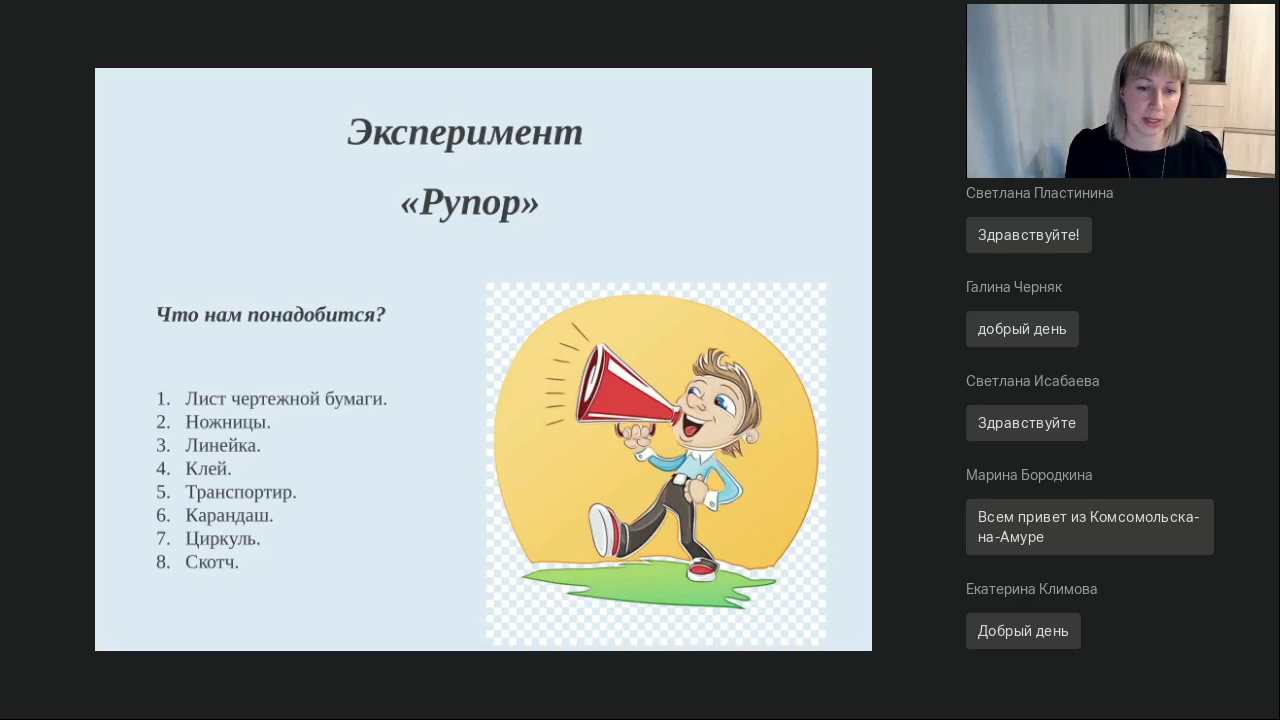 Эксперимент
«Рупор»
Что нам понадобится?
1. Лист чертежной бумаги.
2. Ножницы.
3. Линейка.
4. Клей.
5. Транспортир.
6. Карандаш.
7. Циркуль.
8. Скотч.
Светлана Пластинина
Здравствуйте!
Галина Черняк
добрый день
Светлана Исабаева
Здравствуйте
Марина Бородкина
Всем привет из Комсомольска-
на-Амуре
Екатерина Климова
Добрый день